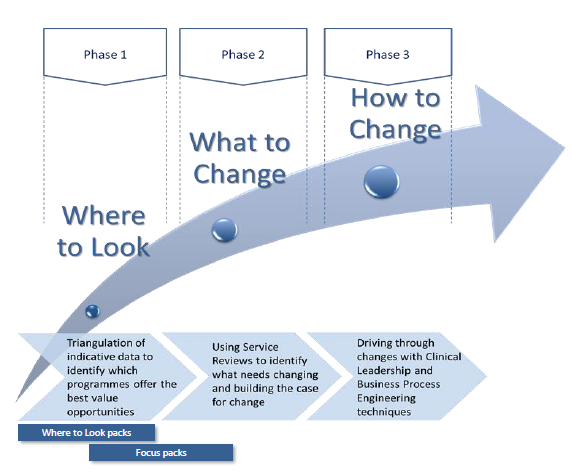 Phase 1
Phase 2
Phase 3
How to
Change
What to
Change
Where
to Look
Triangulation of
indicative data to
identify which
programmes offer the
best value
opportunities
Using Service
Reviews to identify
what needs changing
and building the case
for change
Driving through
changes with Clinical
Leadership and
Business Process
Engineering
techniques
Where to Look packs
Focus packs